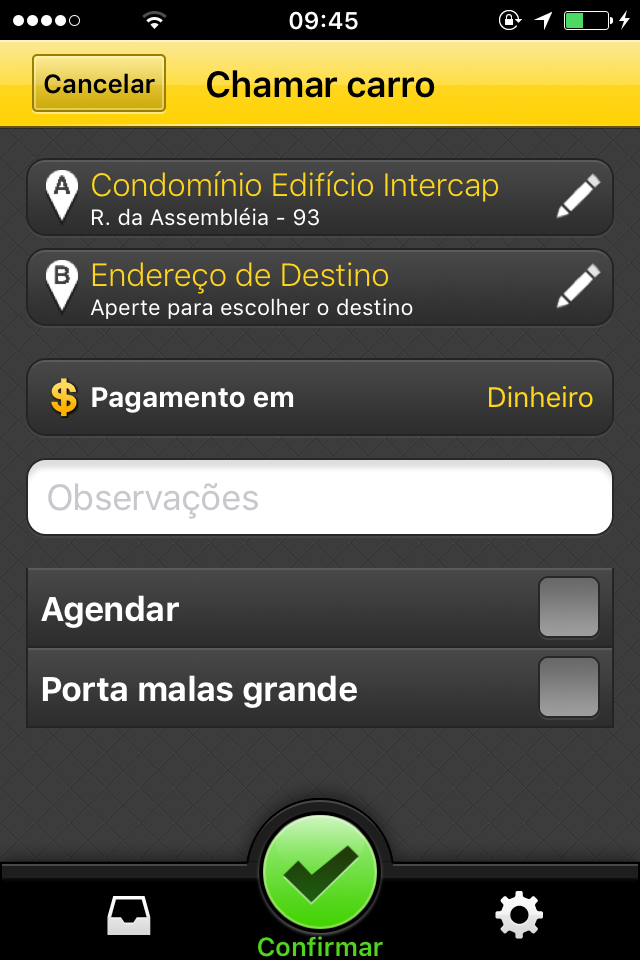 09:45
Cancelar
Chamar carro
A
Condomínio Edifício Intercap
R. da Assembléia - 93
B
Endereço de Destino
Aperte para escolher o destino
$ Pagamento em Dinheiro
Observações
Agendar
Porta malas grande
Confirmar